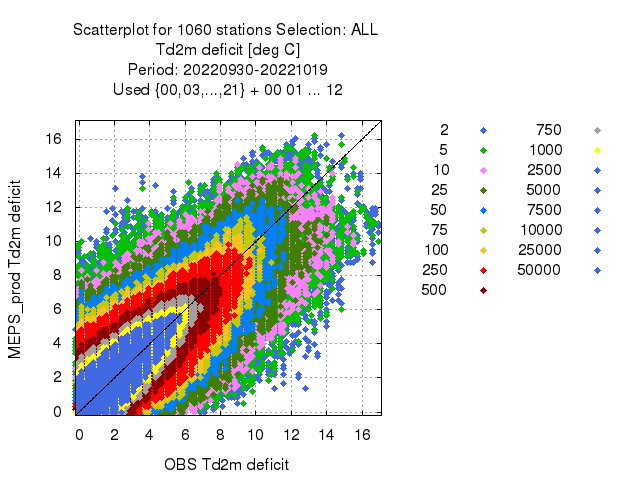 Scatterplot for 1060 stations Selection: ALL
Td2m deficit [deg C]
Period: 20220930-20221019
Used {00,03,...,21} + 00 01 ... 12
MEPS_prod Td2m deficit
16
14
12
10
8
6
4
2
0
0 2 4 6 8 10 12 14 16
OBS Td2m deficit
2 750
5 1000
10 2500
25 5000
50 7500
75 10000
100 25000
250 50000
500